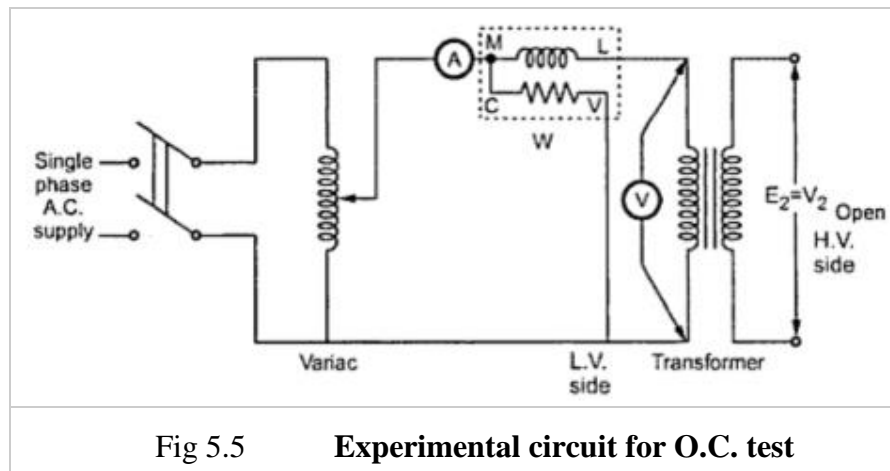 A
M
L
C
V
W
Single
phase
A.C.
supply
V
E₂=V₂
Open
H.V.
side
Variac
L.V.
side
Transformer
Fig 5.5 Experimental circuit for O.C. test